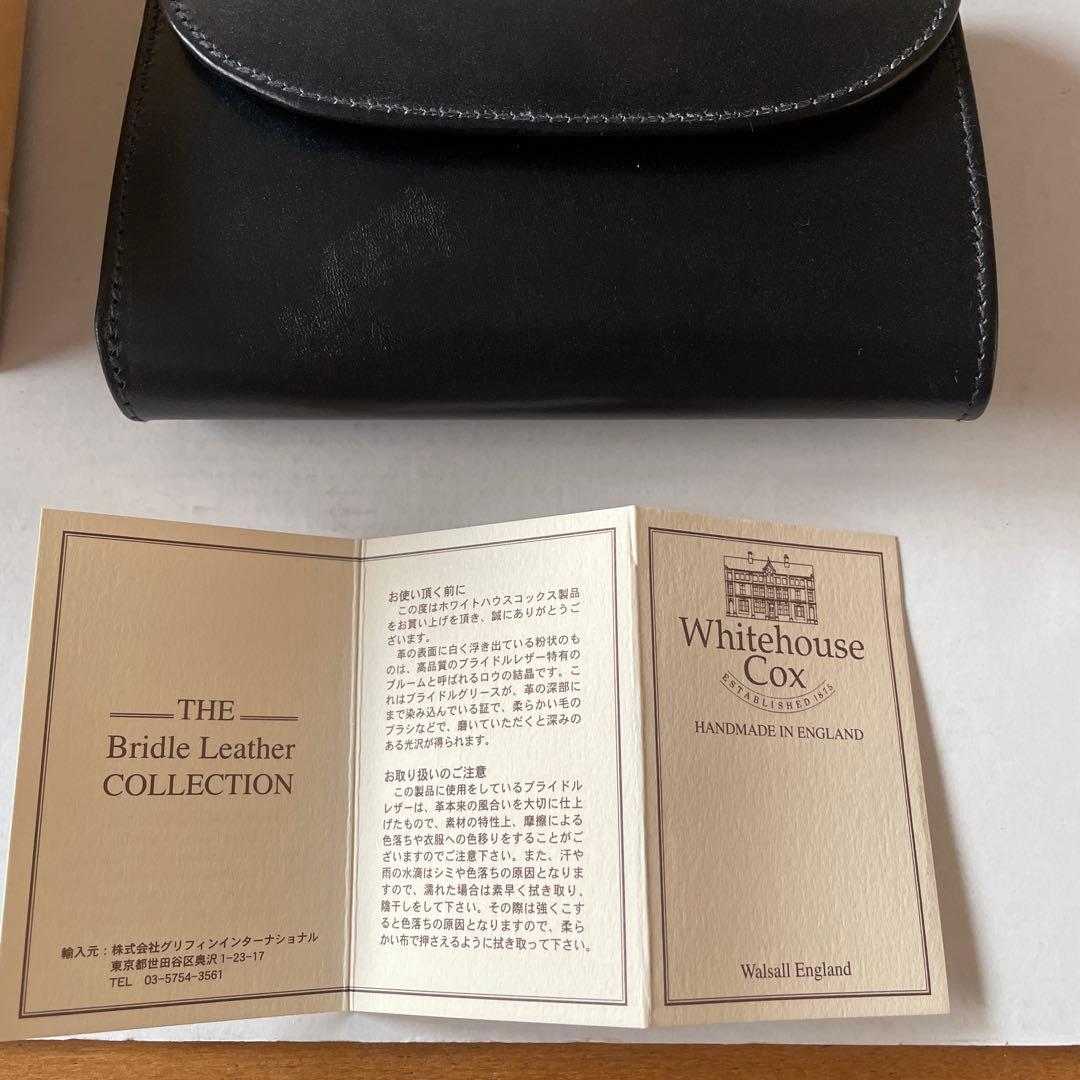 THE
Bridle Leather
COLLECTION
輸入元：株式会社グリフィンインターナショナル
東京都世田谷区奥沢1-23-17
TEL 03-5754-3561
お使い頂く前に
この度はホワイトハウスコックス製品
をお買い上げを頂き、誠にありがとうご
ざいます。
革の表面に白く浮き出ている粉状のも
のは、高品質のブライドルレザー特有の
ブルームと呼ばれるロウの結晶です。こ
れはブライドルグリースが、革の深部に
まで染み込んでいる証で、柔らかい毛の
ブラシなどで、磨いていただくと深みの
ある光沢が得られます。
お取り扱いのご注意
この製品に使用をしているブライドル
レザーは、革本来の風合いを大切に仕上
げたもので、素材の特性上、摩擦による
色落ちや衣服への色移りをすることがご
ざいますのでご注意下さい。また、汗や
雨の水滴はシミや色落ちの原因となりま
すので、濡れた場合は素早く拭き取り、
陰干しをして下さい。その際は強くこす
ると色落ちの原因となりますので、柔ら
かい布で押さえるように拭き取って下さい。
Whitehouse
Cox
ESTABLISHED 1875
HANDMADE IN ENGLAND
Walsall England